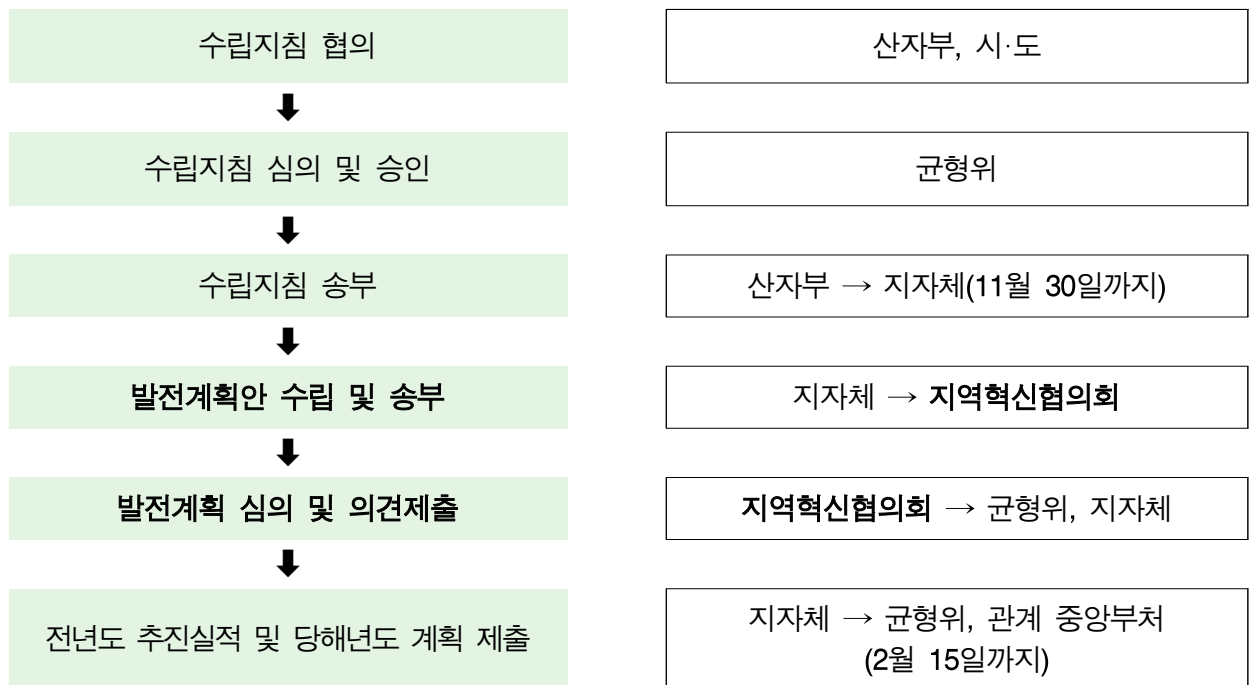 수립지침 협의
산자부, 시·도
⬇
수립지침 심의 및 승인
균형위
⬇
수립지침 송부
산자부 → 지자체(11월 30일까지)
⬇
발전계획안 수립 및 송부
지자체 → 지역혁신협의회
⬇
발전계획 심의 및 의견제출
지역혁신협의회 → 균형위, 지자체
⬇
전년도 추진실적 및 당해년도 계획 제출
지자체 → 균형위, 관계 중앙부처
(2월 15일까지)